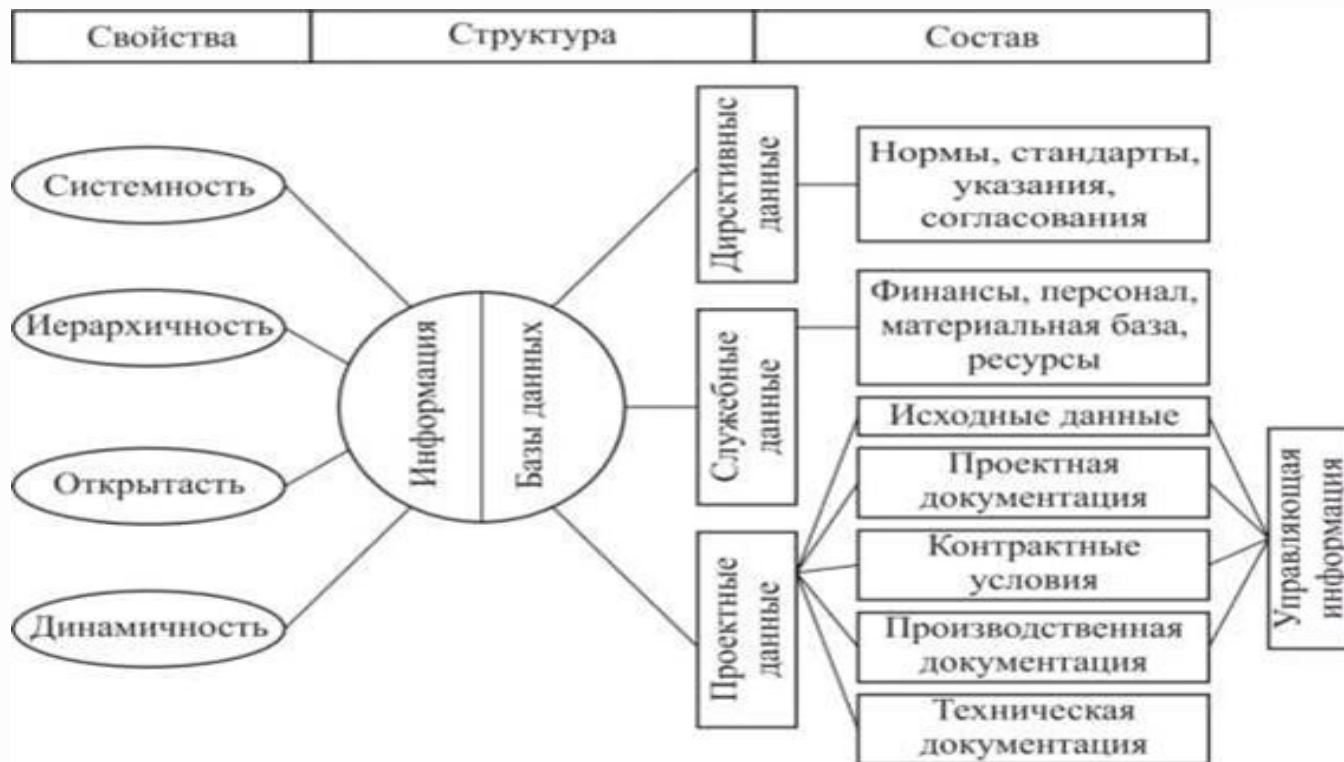 Свойства
Структура
Состав
Системность
Иерархичность
Открытасть
Динамичность
Информация
Базы данных
Дирсктивные
данные
Служебные
данные
Проектные
данные
Нормы, стандарты,
указания,
согласования
Финансы, персонал,
материальная база,
ресурсы
Исходные данные
Проектная
документация
Контрактные
условия
Производственная
документация
Техническая
документация
Управляющая
информация